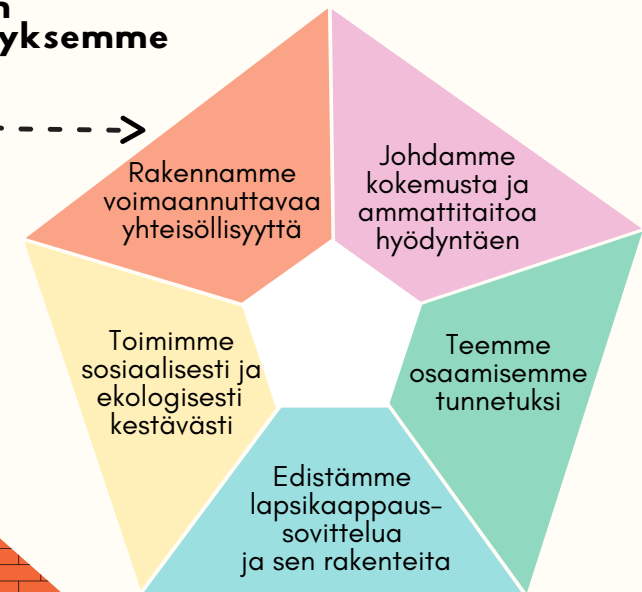 yksemme
Rakennamme
voimaannuttavaa
yhteisöllisyyttä
Johdamme
kokemusta ja
ammattitaitoa
hyödyntäen
Toimimme
sosiaalisesti ja
ekologisesti
kestävästi
Teemme
osaamisemme
tunnetuksi
Edistämme
lapsikaappaus-
sovittelua
ja sen rakenteita